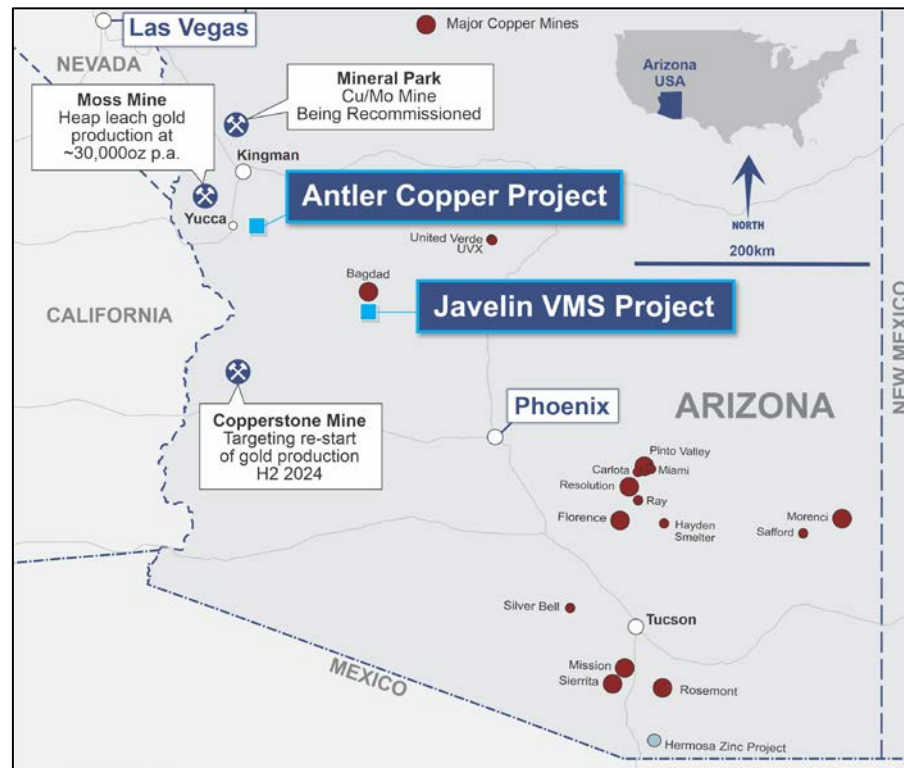 Las Vegas
Major Copper Mines
NEVADA
Arizona
USA
Mineral Park
Cu/Mo Mine
Being Recommissioned
Moss Mine
Heap leach gold
production at
~30,000oz p.a.
Kingman
Antler Copper Project
Yucca
NORTH
200km
United Verde
UVX
Bagdad
Javelin VMS Project
CALIFORNIA
NEW MEXICO
Copperstone Mine
Targeting re-start
of gold production
H2 2024
Phoenix
ARIZONA
Pinto Valley
Carlota
Miami
Resolution
Ray
Florence
Hayden
Smelter
Morenci
Safford
Silver Bell
Tucson
MEXICO
Mission
Sierrita
Rosemont
Hermosa Zinc Project